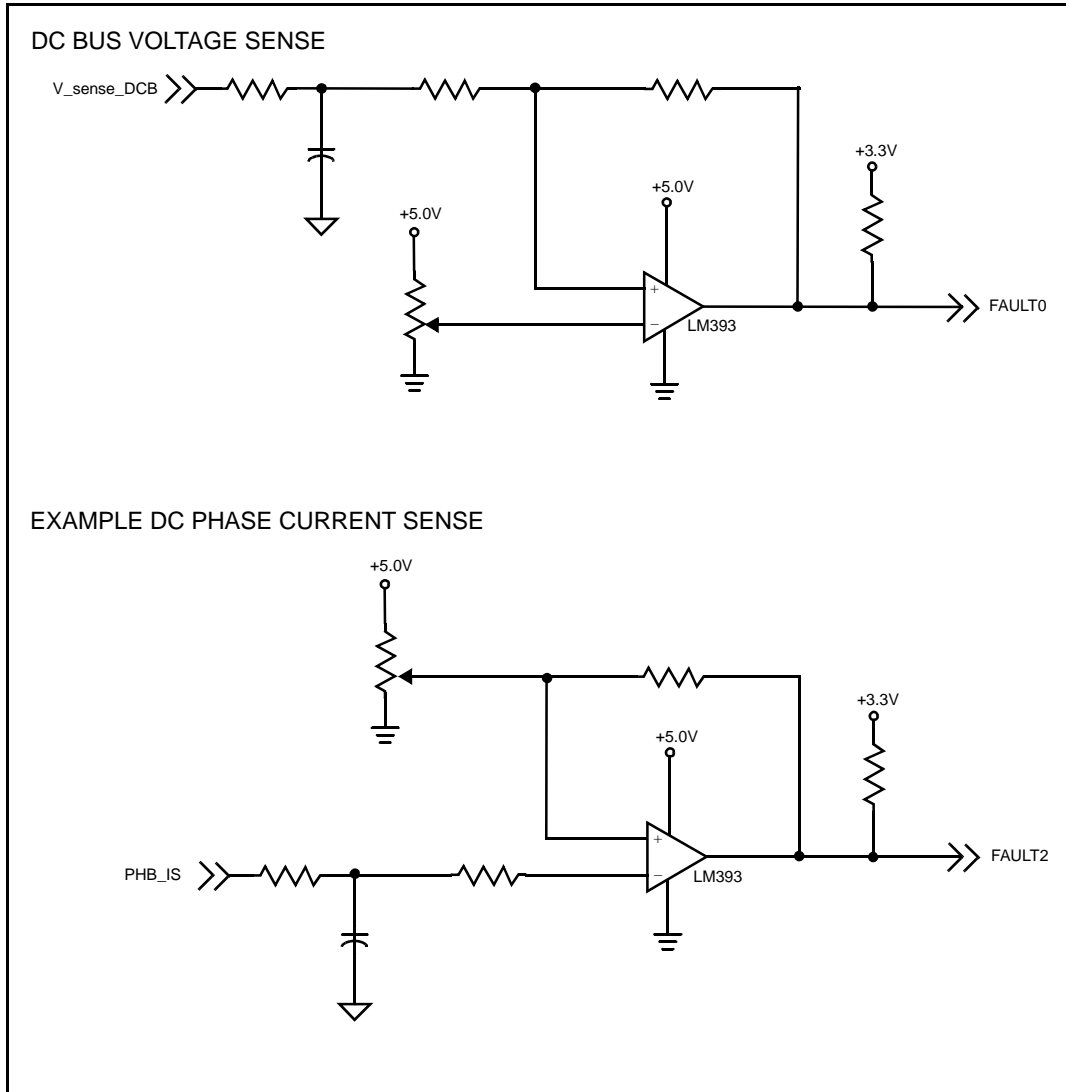 DC BUS VOLTAGE SENSE
V_sense_DCB
+3.3V
+5.0V
+5.0V
+
−
LM393
FAULT0
EXAMPLE DC PHASE CURRENT SENSE
+5.0V
+3.3V
+5.0V
+
−
LM393
FAULT2
PHB_IS